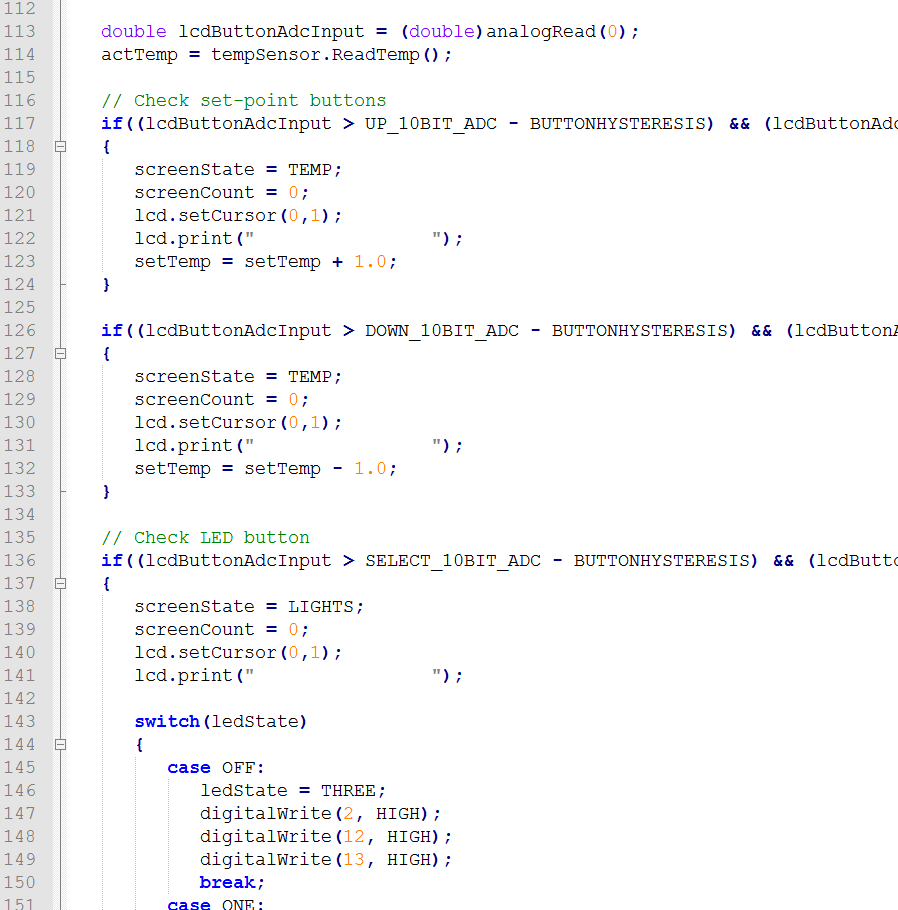 112
113 double lcdButtonAdcInput = (double)analogRead(0);
114 actTemp = tempSensor.ReadTemp();
115
116 // Check set-point buttons
117 if((lcdButtonAdcInput > UP_10BIT_ADC - BUTTONHYSTERESIS) && (lcdButtonAdc
118 {
119 screenState = TEMP;
120 screenCount = 0;
121 lcd.setCursor(0,1);
122 lcd.print("                ");
123 setTemp = setTemp + 1.0;
124 }
125
126 if((lcdButtonAdcInput > DOWN_10BIT_ADC - BUTTONHYSTERESIS) && (lcdButtonA
127 {
128 screenState = TEMP;
129 screenCount = 0;
130 lcd.setCursor(0,1);
131 lcd.print("                ");
132 setTemp = setTemp - 1.0;
133 }
134
135 // Check LED button
136 if((lcdButtonAdcInput > SELECT_10BIT_ADC - BUTTONHYSTERESIS) && (lcdButto
137 {
138 screenState = LIGHTS;
139 screenCount = 0;
140 lcd.setCursor(0,1);
141 lcd.print("                ");
142
143 switch(ledState)
144 {
145 case OFF:
146 ledState = THREE;
147 digitalWrite(2, HIGH);
148 digitalWrite(12, HIGH);
149 digitalWrite(13, HIGH);
150 break;
151 case ONE: